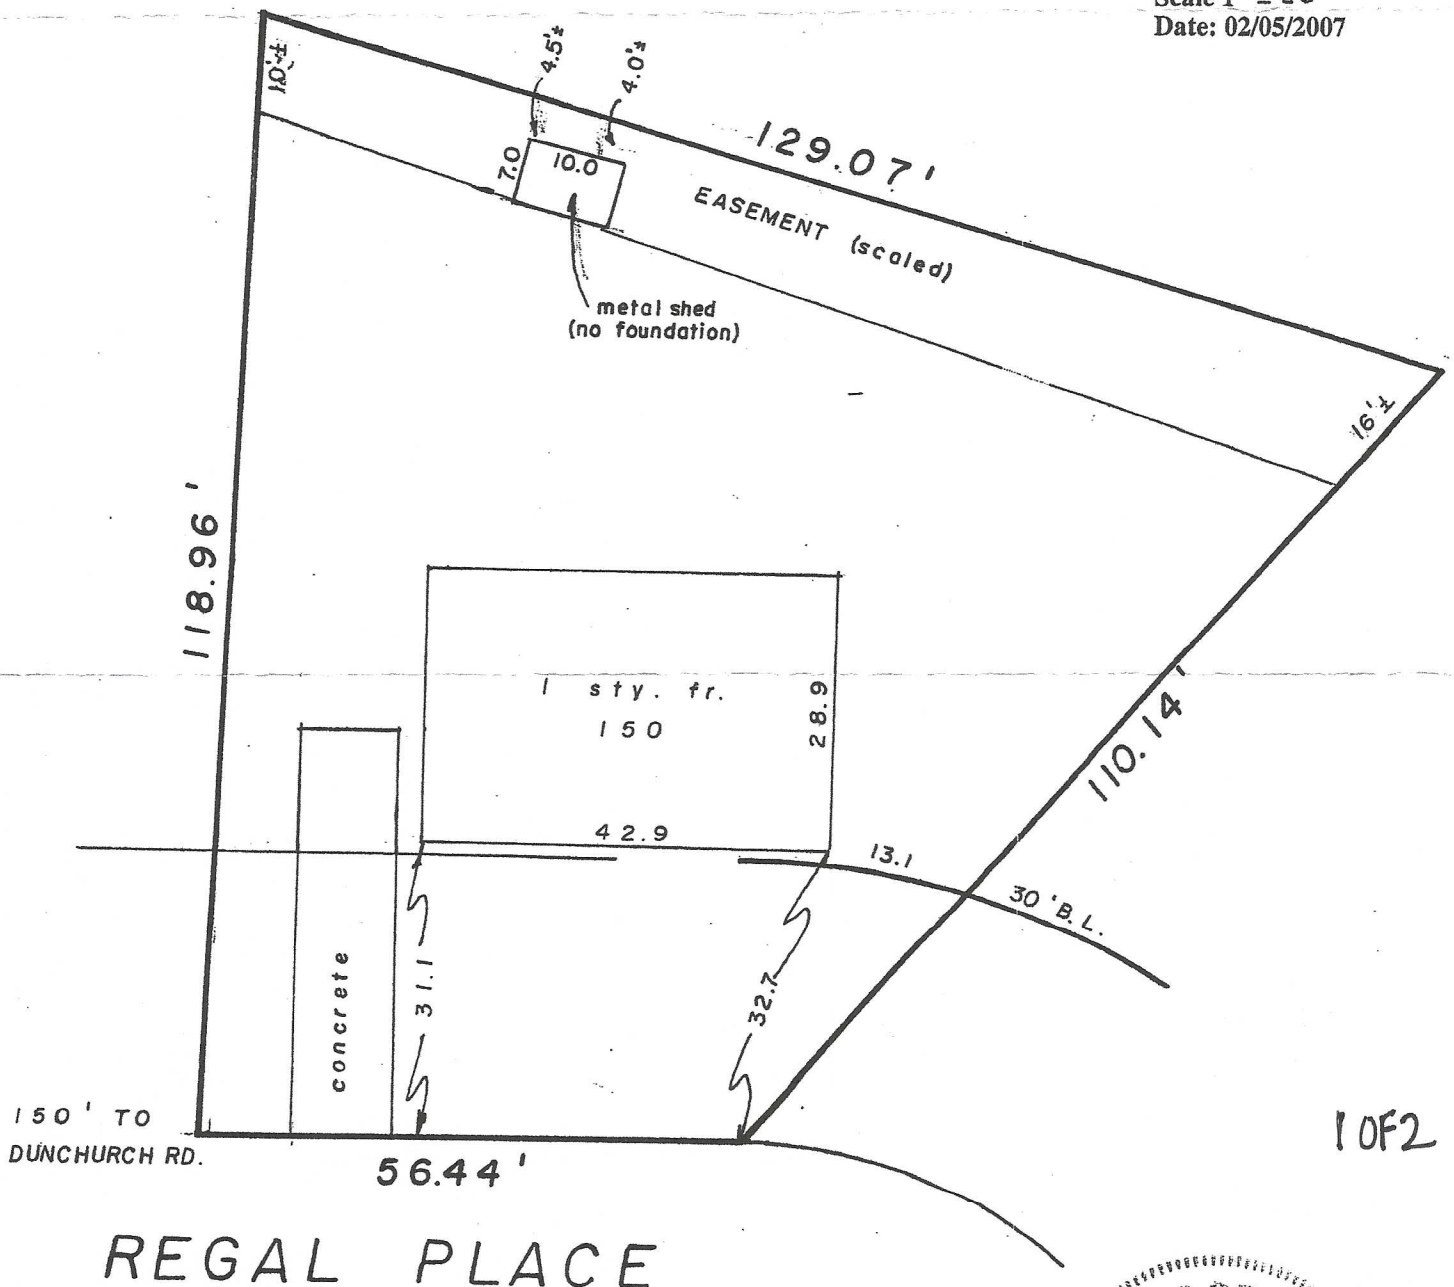 Date: 02/05/2007
10'±
4.5'±
4.0'±
129.07'
7.0
10.0
EASEMENT (scaled)
metal shed
(no foundation)
16'±
118.96'
1 sty. fr.
150
28.9
110.14'
42.9
13.1
30' B.L.
concrete
31.1
32.7
150' TO
DUNCHURCH RD.
56.44'
1 OF 2
REGAL PLACE